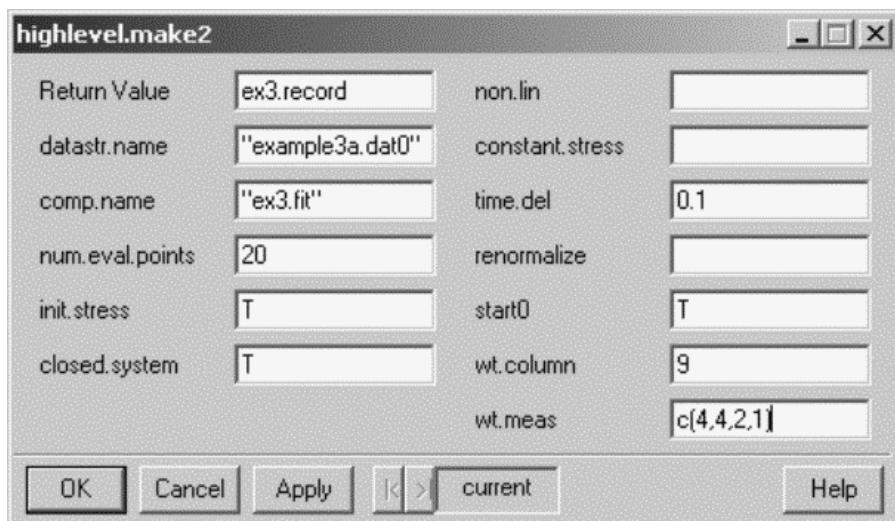 highlevel.make2
Return Value ex3.record non.lin
datastr.name "example3a.dat0" constant.stress
comp.name "ex3.fit" time.del 0.1
num.eval.points 20 renormalize
init.stress T start0 T
closed.system T wt.column 9
wt.meas c(4,4,2,1)
OK Cancel Apply current Help